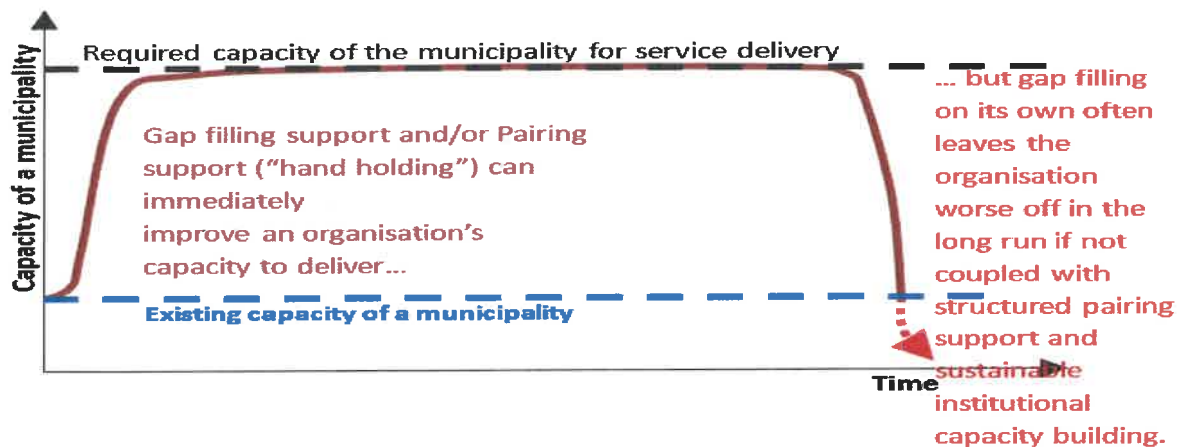 Capacity of a municipality
Required capacity of the municipality for service delivery
Gap filling support and/or Pairing
support (“hand holding”) can
immediately
improve an organisation’s
capacity to deliver...
Existing capacity of a municipality
... but gap filling
on its own often
leaves the
organisation
worse off in the
long run if not
coupled with
structured pairing
support and
sustainable
institutional
capacity building.
Time